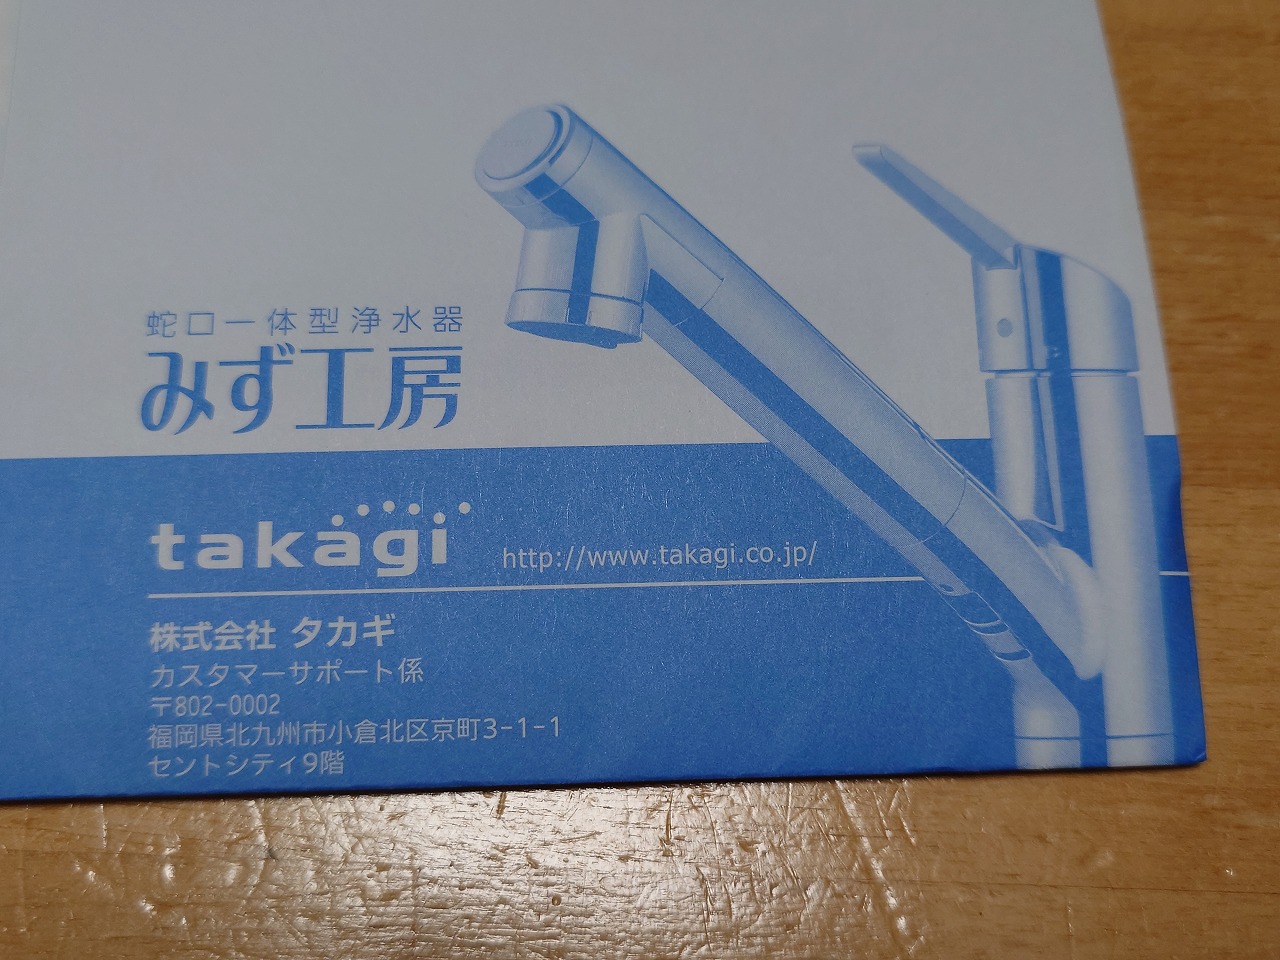 蛇口一体型浄水器
みず工房
takagi http://www.takagi.co.jp/
株式会社 タカギ
カスタマーサポート係
〒802-0002
福岡県北九州市小倉北区京町3-1-1
セントシティ9階